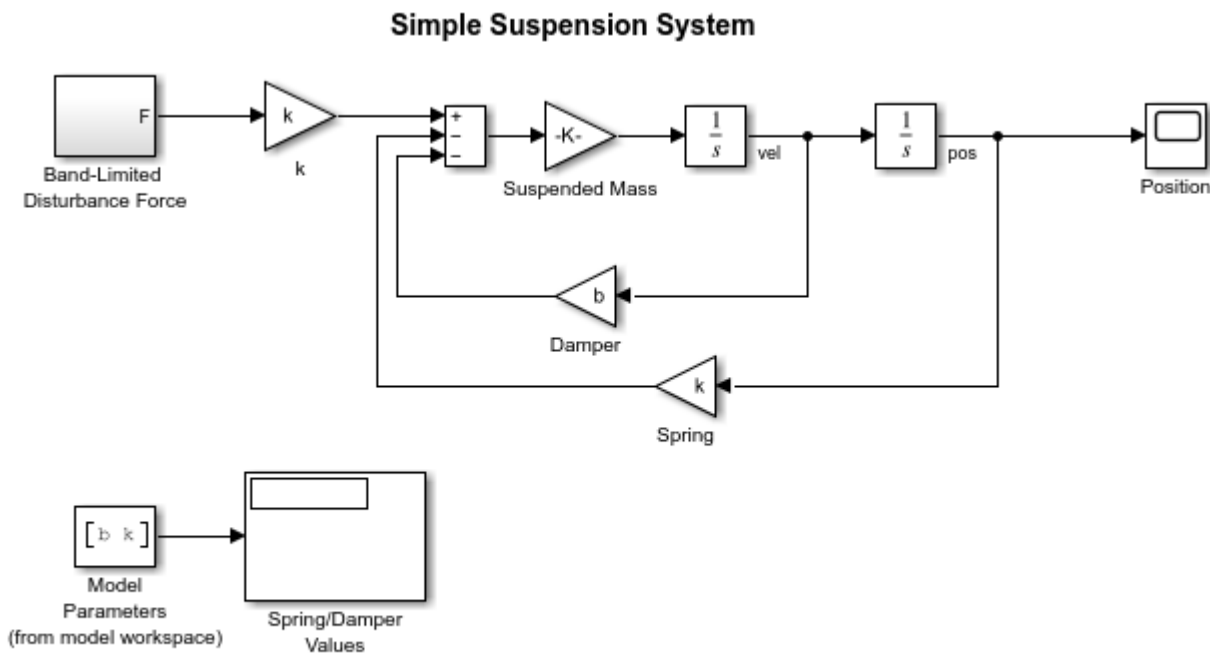 Simple Suspension System
F
Band-Limited
Disturbance Force
k
k
+
−
−
-K-
Suspended Mass
1
s
vel
1
s
pos
Position
b
Damper
k
Spring
[b k]
Model
Parameters
(from model workspace)
Spring/Damper
Values